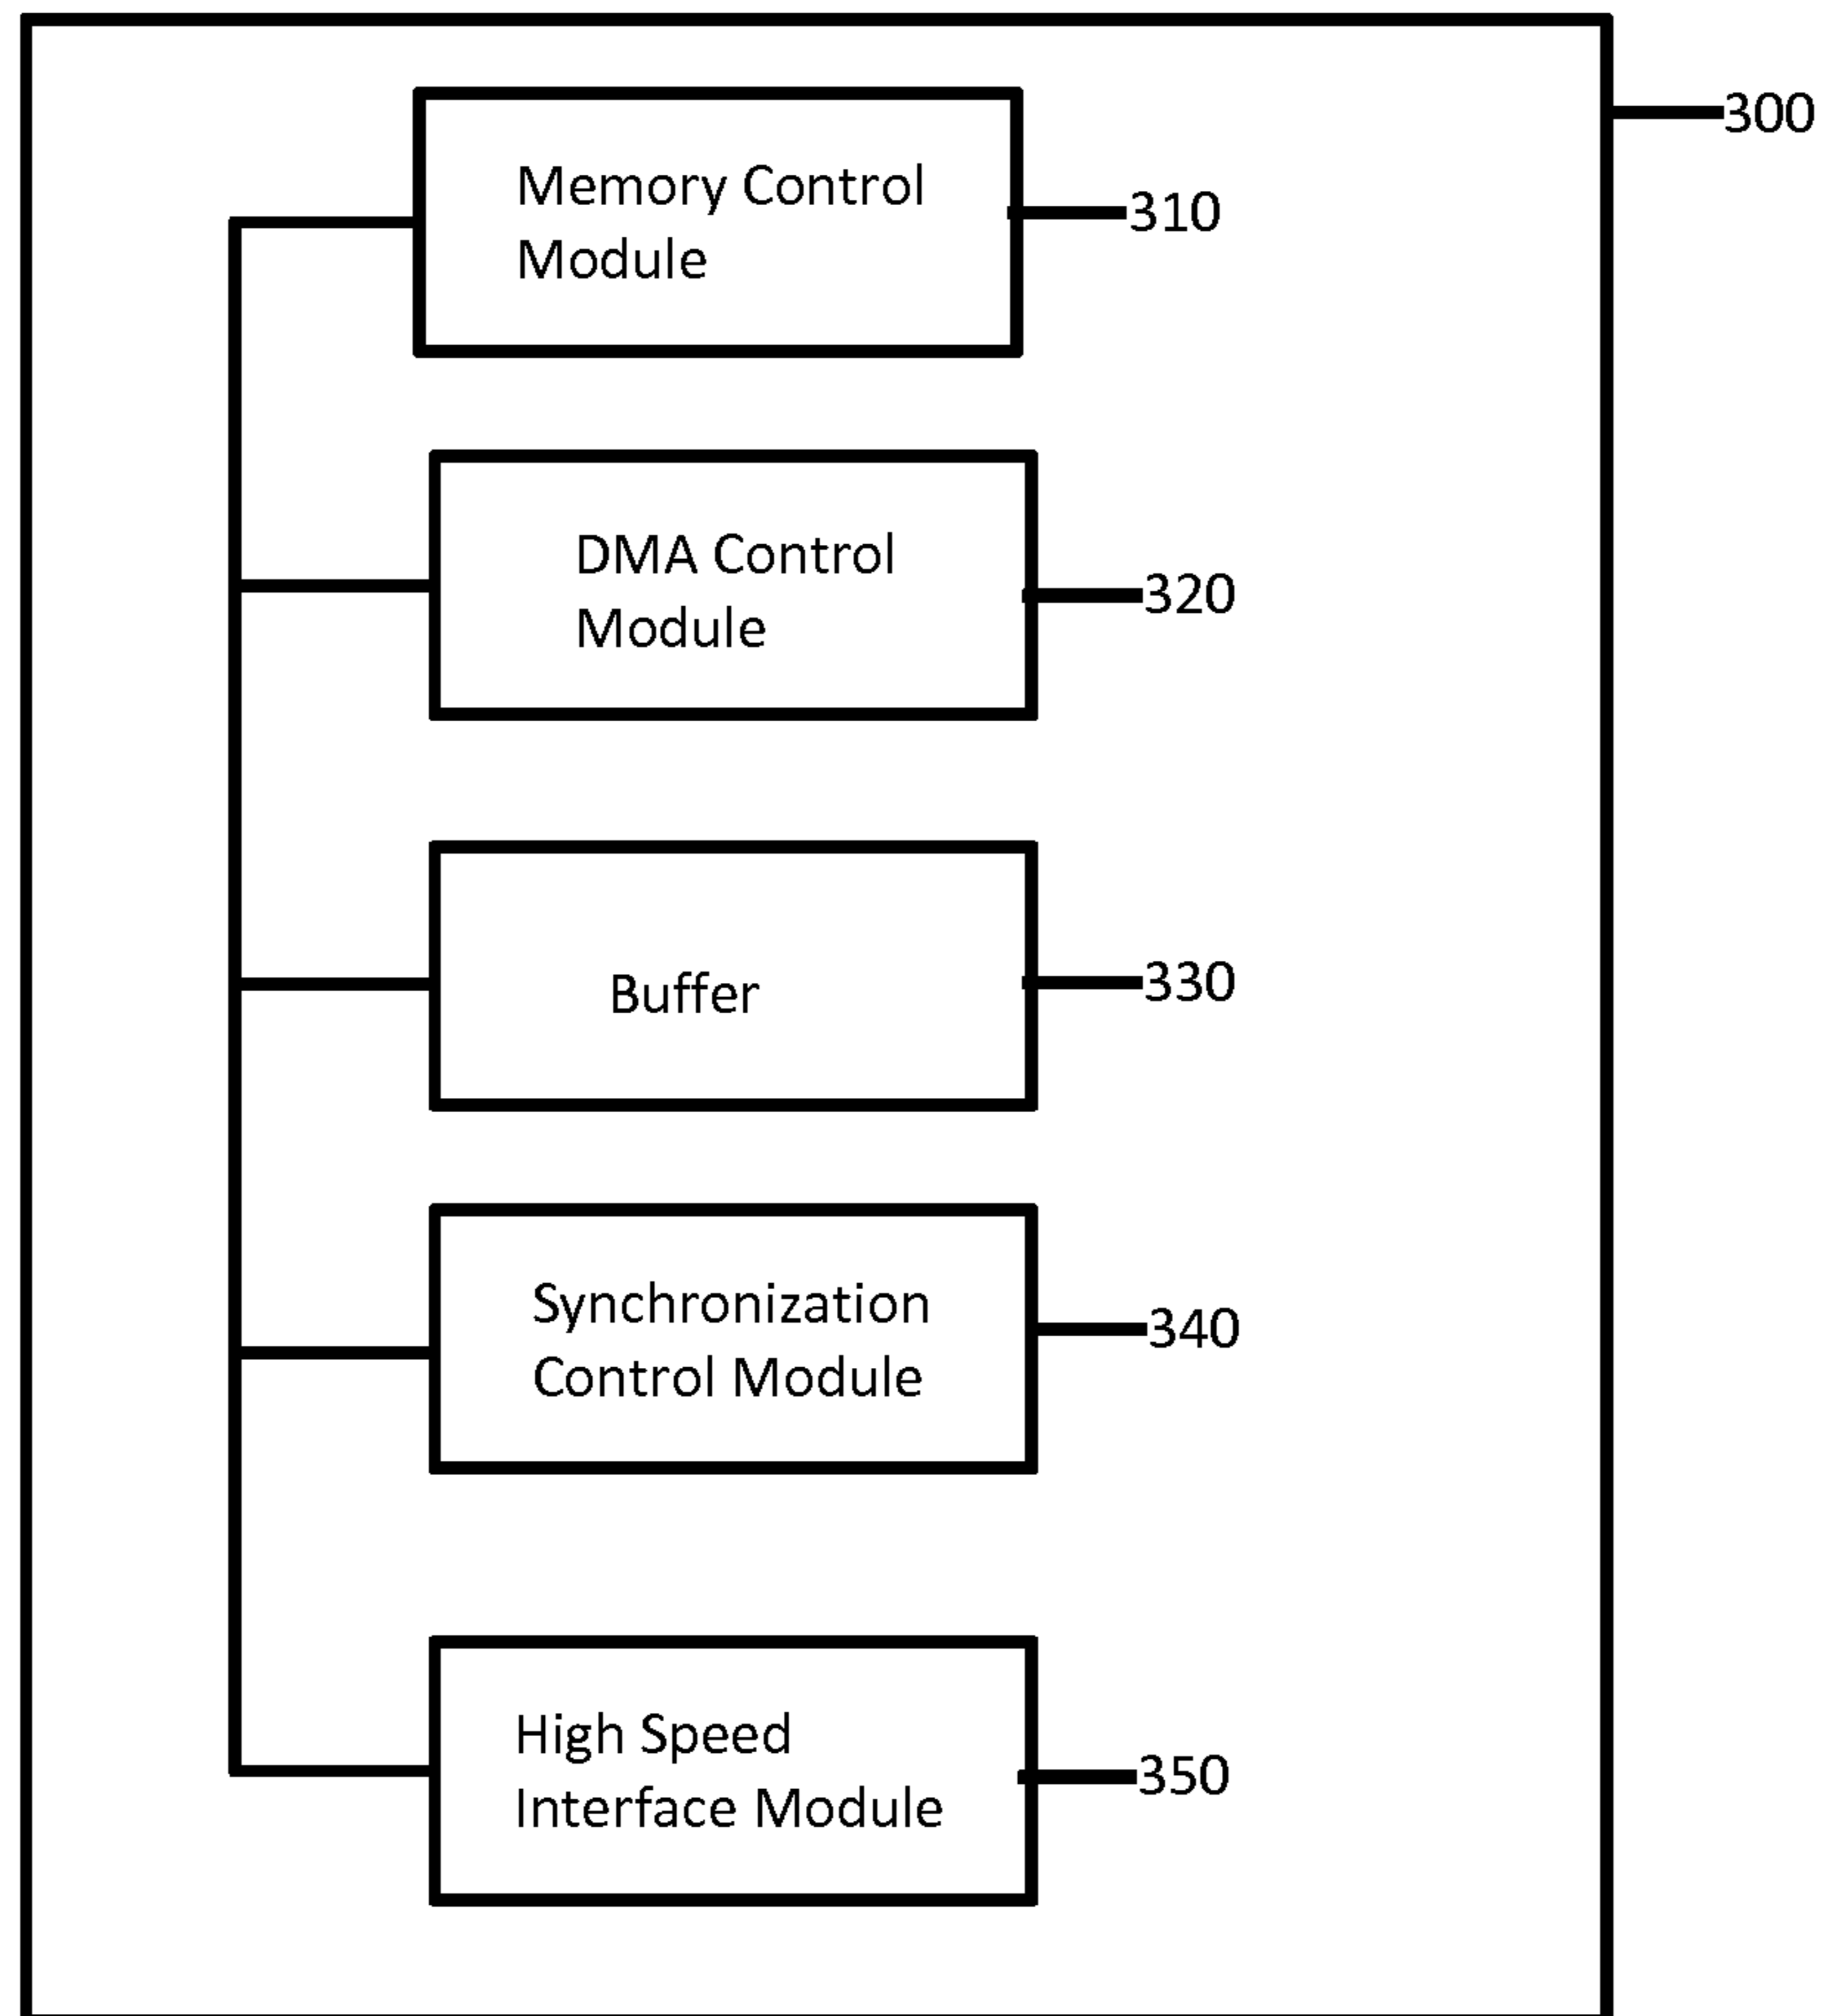 300
Memory Control
Module
310
DMA Control
Module
320
Buffer
330
Synchronization
Control Module
340
High Speed
Interface Module
350